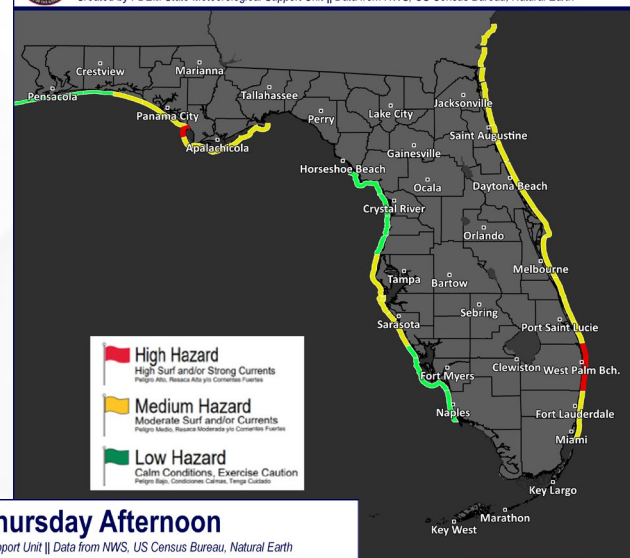 Created by FDEM State Meteorological Support Unit || Data from NWS, US Census Bureau, Natural Earth
Crestview
Marianna
Pensacola
Tallahassee
Panama City
Perry
Lake City
Jacksonville
Apalachicola
Saint Augustine
Gainesville
Horseshoe Beach
Ocala
Daytona Beach
Crystal River
Orlando
Melbourne
Tampa
Bartow
Sebring
Sarasota
Port Saint Lucie
Clewiston
West Palm Bch.
Fort Myers
Naples
Fort Lauderdale
Miami
Key Largo
Marathon
Key West
High Hazard
High Surf and/or Strong Currents
Peligro Alto, Resaca Alta y/o Corrientes Fuertes
Medium Hazard
Moderate Surf and/or Currents
Peligro Medio, Resaca Moderada y/o Corrientes Fuertes
Low Hazard
Calm Conditions, Exercise Caution
Peligro Bajo, Condiciones Calmas, Tenga Cuidado
hursday Afternoon
port Unit || Data from NWS, US Census Bureau, Natural Earth